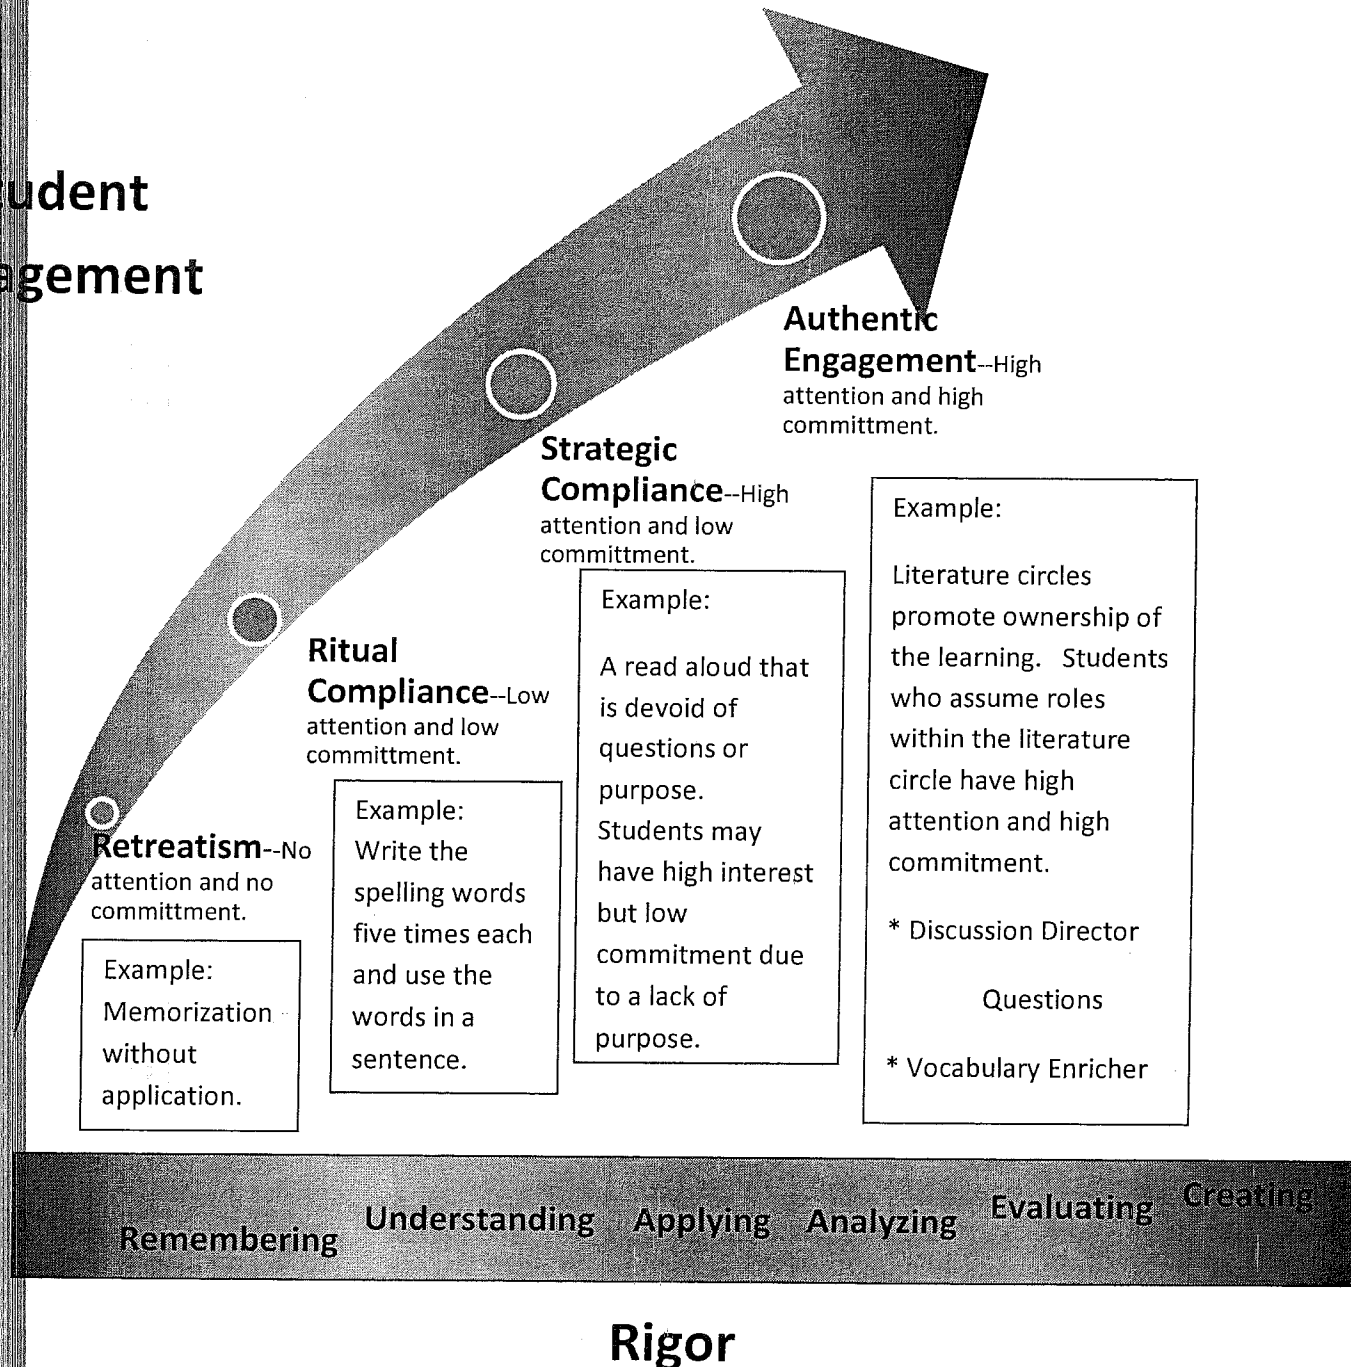 udent
agement
Authentic
Engagement--High
attention and high
committment.
Strategic
Compliance--High
attention and low
committment.
Ritual
Compliance--Low
attention and low
committment.
Retreatism--No
attention and no
committment.
Example:
Memorization
without
application.
Example:
Write the
spelling words
five times each
and use the
words in a
sentence.
Example:
A read aloud that
is devoid of
questions or
purpose.
Students may
have high interest
but low
commitment due
to a lack of
purpose.
Example:
Literature circles
promote ownership of
the learning. Students
who assume roles
within the literature
circle have high
attention and high
commitment.
* Discussion Director
Questions
* Vocabulary Enricher
Remembering Understanding Applying Analyzing Evaluating Creating
Rigor